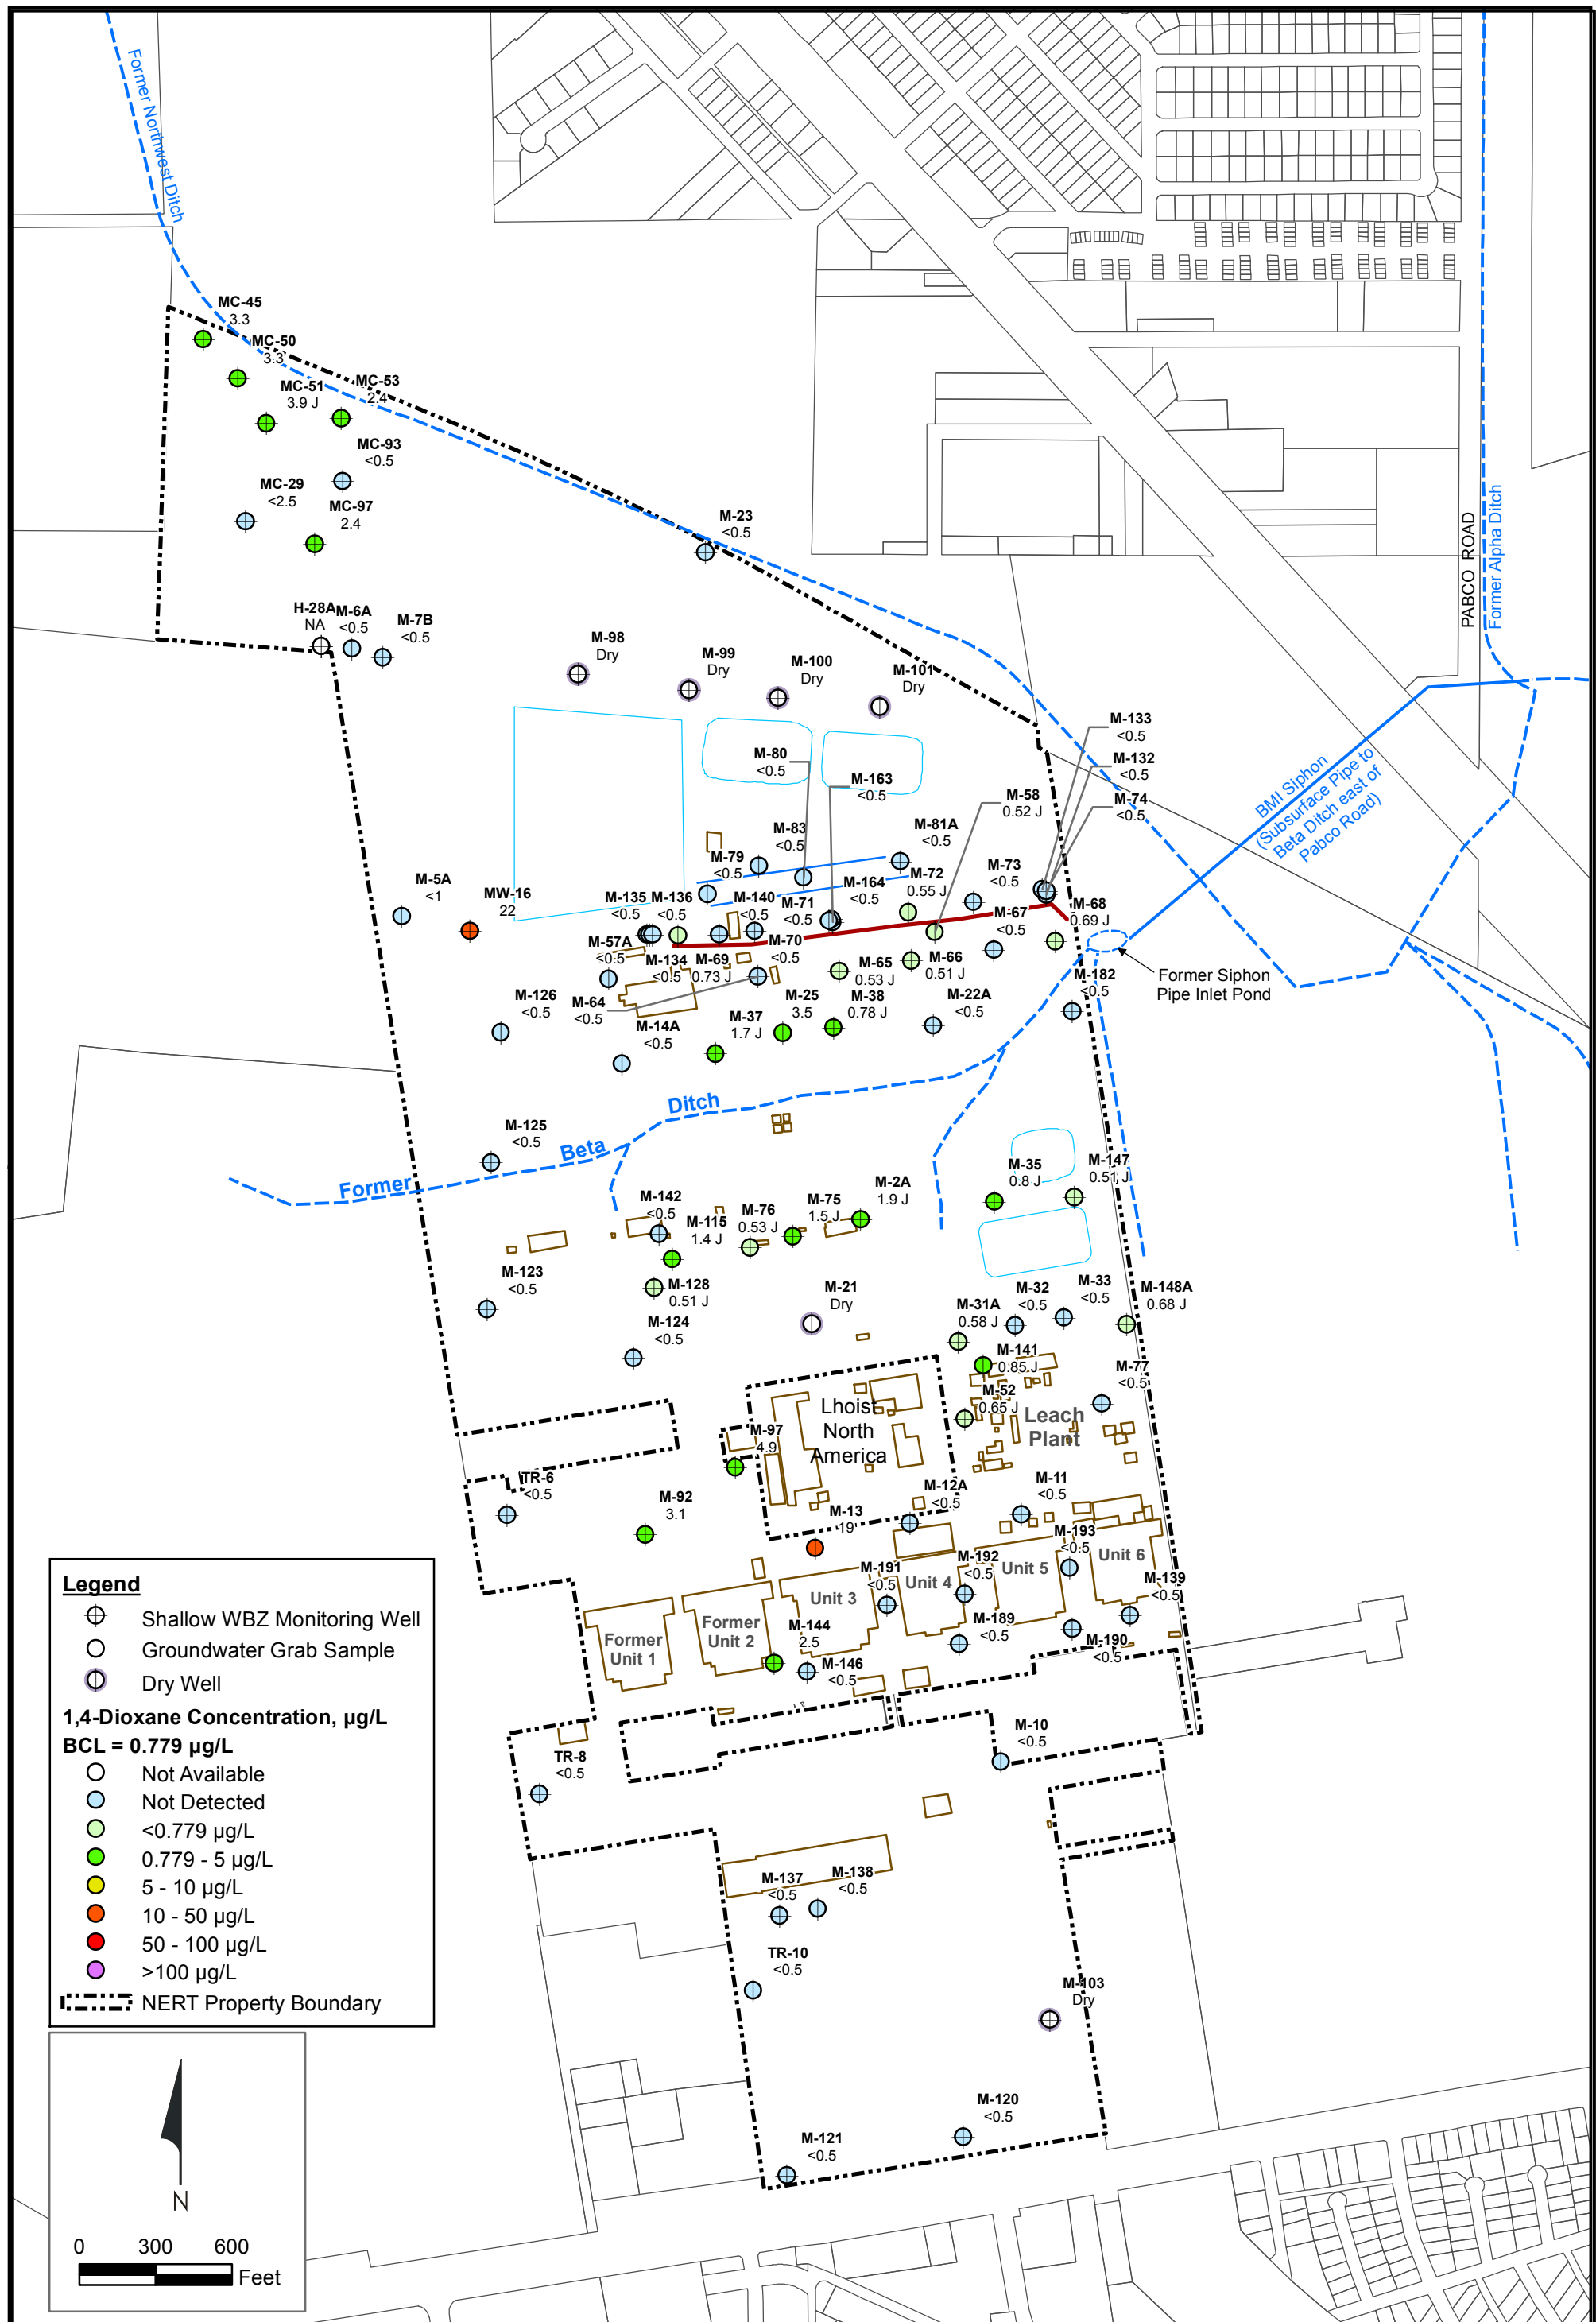 Former Northwest Ditch
MC-45
3.3
MC-50
3.3
MC-51
3.9 J
MC-53
2.4
MC-93
<0.5
MC-29
<2.5
MC-97
2.4
M-23
<0.5
PABCO ROAD
Former Alpha Ditch
H-28A
NA
M-6A
<0.5
M-7B
<0.5
M-98
Dry
M-99
Dry
M-100
Dry
M-101
Dry
M-133
<0.5
M-132
<0.5
M-74
<0.5
M-80
<0.5
M-163
<0.5
M-58
0.52 J
BMI Siphon
(Subsurface Pipe to
Beta Ditch east of
Pabco Road)
M-83
<0.5
M-81A
<0.5
M-79
<0.5
M-72
0.55 J
M-73
<0.5
M-5A
<1
MW-16
22
M-135
<0.5
M-136
<0.5
M-140
<0.5
M-71
<0.5
M-164
<0.5
M-67
<0.5
M-68
0.69 J
M-57A
<0.5
M-134
<0.5
M-69
0.73 J
M-70
<0.5
M-65
0.53 J
M-66
0.51 J
Former Siphon
Pipe Inlet Pond
M-182
<0.5
M-126
<0.5
M-64
<0.5
M-14A
<0.5
M-37
1.7 J
M-25
3.5
M-38
0.78 J
M-22A
<0.5
Former Beta Ditch
M-125
<0.5
M-35
0.8 J
M-147
0.51 J
M-142
<0.5
M-115
1.4 J
M-76
0.53 J
M-75
1.5 J
M-2A
1.9 J
M-123
<0.5
M-128
0.51 J
M-124
<0.5
M-21
Dry
M-31A
0.58 J
M-32
<0.5
M-33
<0.5
M-148A
0.68 J
M-141
0.85 J
M-52
0.65 J
M-77
<0.5
Lhoist
North
America
Leach
Plant
M-97
4.9
TR-6
<0.5
M-92
3.1
M-13
19
M-12A
<0.5
M-11
<0.5
M-193
<0.5
M-191
<0.5
M-192
<0.5
M-139
<0.5
Unit 3
Unit 4
Unit 5
Unit 6
Former
Unit 1
Former
Unit 2
M-144
2.5
M-146
<0.5
M-189
<0.5
M-190
<0.5
M-10
<0.5
TR-8
<0.5
M-137
<0.5
M-138
<0.5
TR-10
<0.5
M-103
Dry
M-120
<0.5
M-121
<0.5
Legend
Shallow WBZ Monitoring Well
Groundwater Grab Sample
Dry Well
1,4-Dioxane Concentration, µg/L
BCL = 0.779 µg/L
Not Available
Not Detected
<0.779 µg/L
0.779 - 5 µg/L
5 - 10 µg/L
10 - 50 µg/L
50 - 100 µg/L
>100 µg/L
NERT Property Boundary
N
0 300 600
Feet